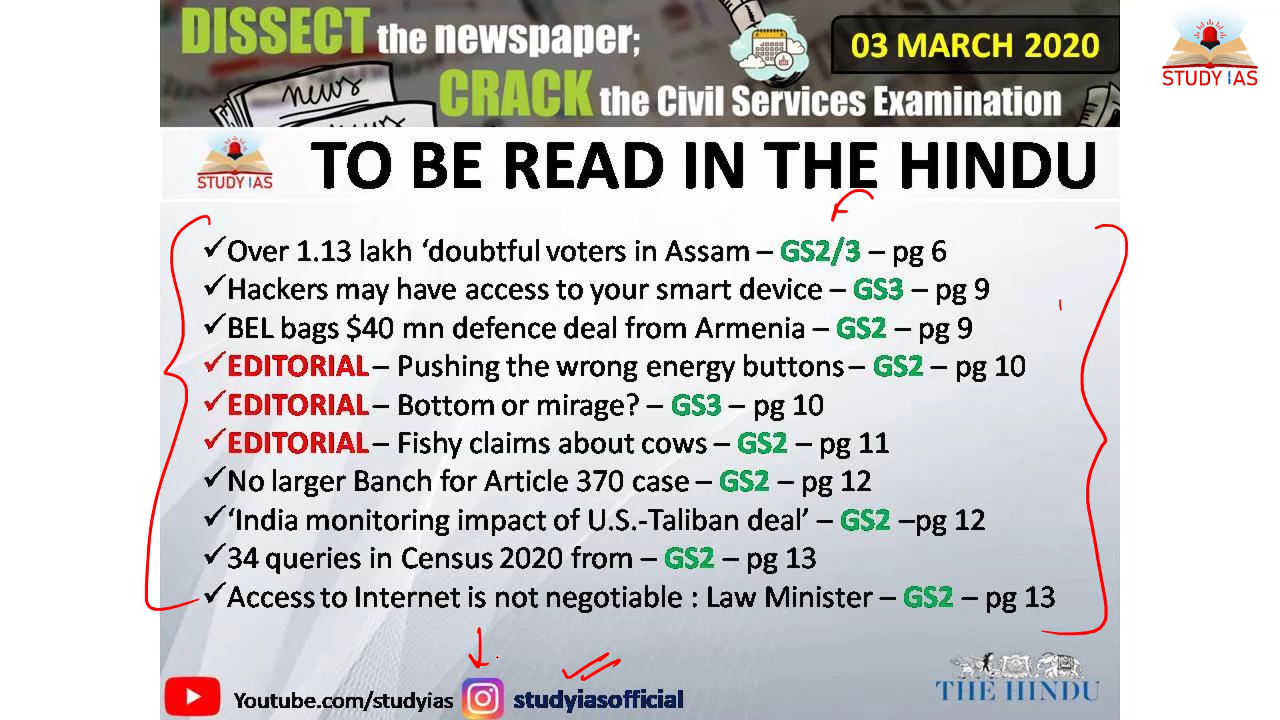 DISSECT the newspaper;
03 MARCH 2020
STUDY IAS
news
CRACK the Civil Services Examination
STUDY IAS
TO BE READ IN THE HINDU
✓Over 1.13 lakh ‘doubtful voters in Assam – GS2/3 – pg 6
✓Hackers may have access to your smart device – GS3 – pg 9
✓BEL bags $40 mn defence deal from Armenia – GS2 – pg 9
✓EDITORIAL – Pushing the wrong energy buttons – GS2 – pg 10
✓EDITORIAL – Bottom or mirage? – GS3 – pg 10
✓EDITORIAL – Fishy claims about cows – GS2 – pg 11
✓No larger Banch for Article 370 case – GS2 – pg 12
✓‘India monitoring impact of U.S.-Taliban deal’ – GS2 –pg 12
✓34 queries in Census 2020 from – GS2 – pg 13
✓Access to Internet is not negotiable : Law Minister – GS2 – pg 13
Youtube.com/studyias studyiasofficial
THE HINDU